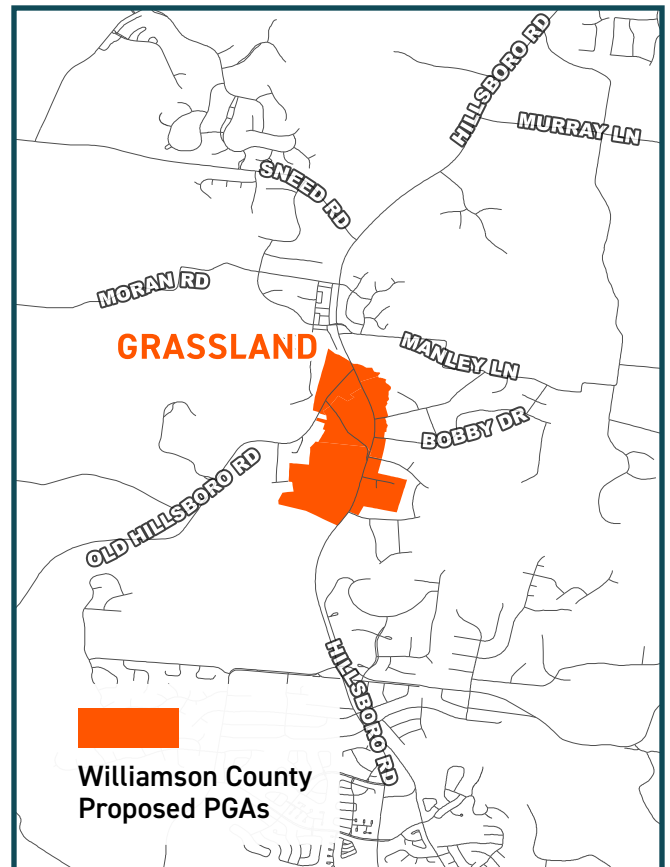 HILLSBORO RD
MURRAY LN
SNEED RD
MORAN RD
GRASSLAND
MANLEY LN
BOBBY DR
OLD HILLSBORO RD
HILLSBORO RD
Williamson County
Proposed PGAs